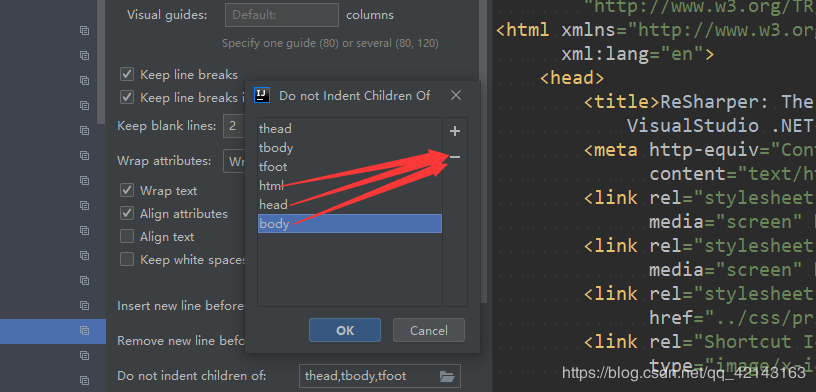 Visual guides: Default: columns
Specify one guide (80) or several (80, 120)
Keep line breaks
Keep line breaks i
Keep blank lines: 2
Wrap attributes: Wr
Wrap text
Align attributes
Align text
Keep white spaces
Insert new line before
Remove new line befo
Do not indent children of: thead,tbody,tfoot
Do not Indent Children Of
thead
tbody
tfoot
html
head
body
OK Cancel
"http://www.w3.org/TR
<html xmlns="http://www.w3.org
xml:lang="en">
<head>
<title>ReSharper: The
VisualStudio .NET
<meta http-equiv="Cont
content="text/ht
<link rel="stylesheet
media="screen"
<link rel="stylesheet
media="screen"
<link rel="stylesheet
href="../css/pr
<link rel="Shortcut I
type="image/x-i
https://blog.csdn.net/qq_42143163